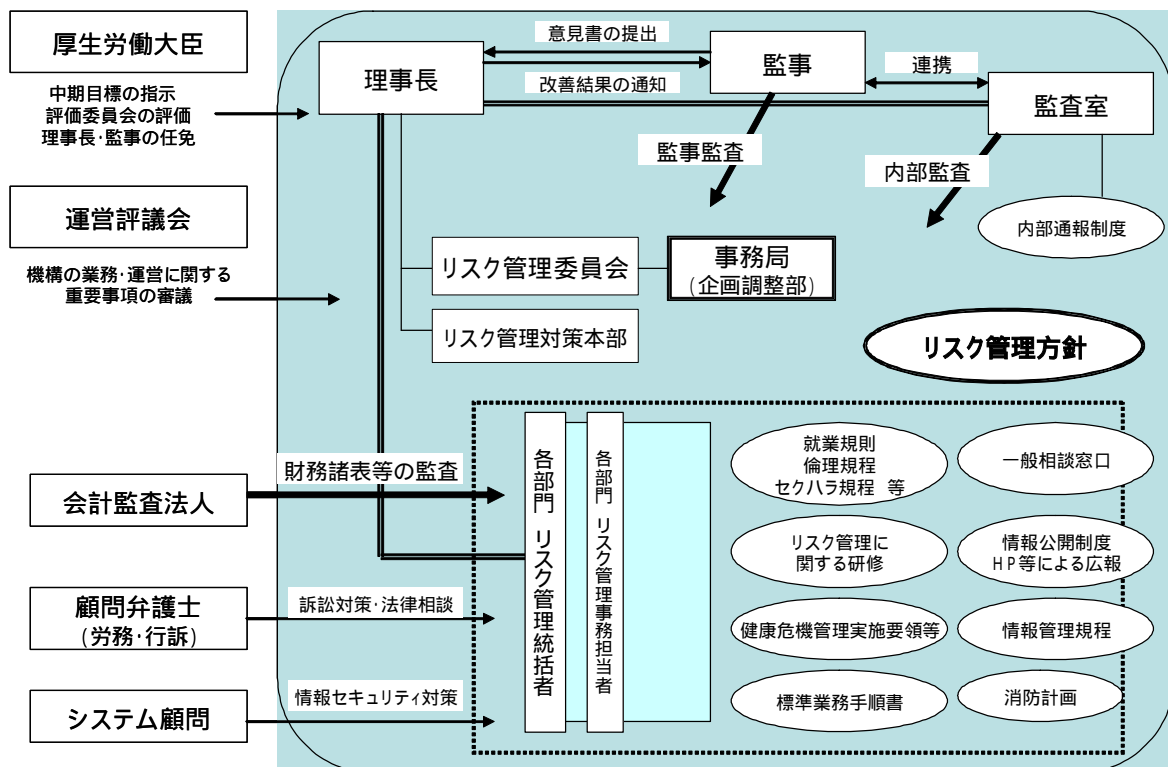 厚生労働大臣
中期目標の指示
評価委員会の評価
理事長･監事の任免
運営評議会
機構の業務･運営に関する
重要事項の審議
会計監査法人
財務諸表等の監査
顧問弁護士
(労務･行訴)
訴訟対策･法律相談
システム顧問
情報セキュリティ対策
理事長
意見書の提出
改善結果の通知
監事
連携
監査室
監事監査
内部監査
内部通報制度
リスク管理委員会
事務局
(企画調整部)
リスク管理対策本部
リスク管理方針
各部門 リスク管理統括者
各部門 リスク管理事務担当者
就業規則
倫理規程
セクハラ規程 等
一般相談窓口
リスク管理に
関する研修
情報公開制度
HP等による広報
健康危機管理実施要領等
情報管理規程
標準業務手順書
消防計画